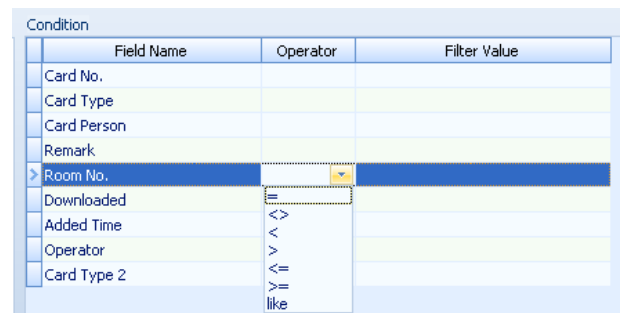 Condition
Field Name Operator Filter Value
Card No.
Card Type
Card Person
Remark
Room No.
Downloaded =
Added Time <>
<
Operator >
Card Type 2 <=
>=
like